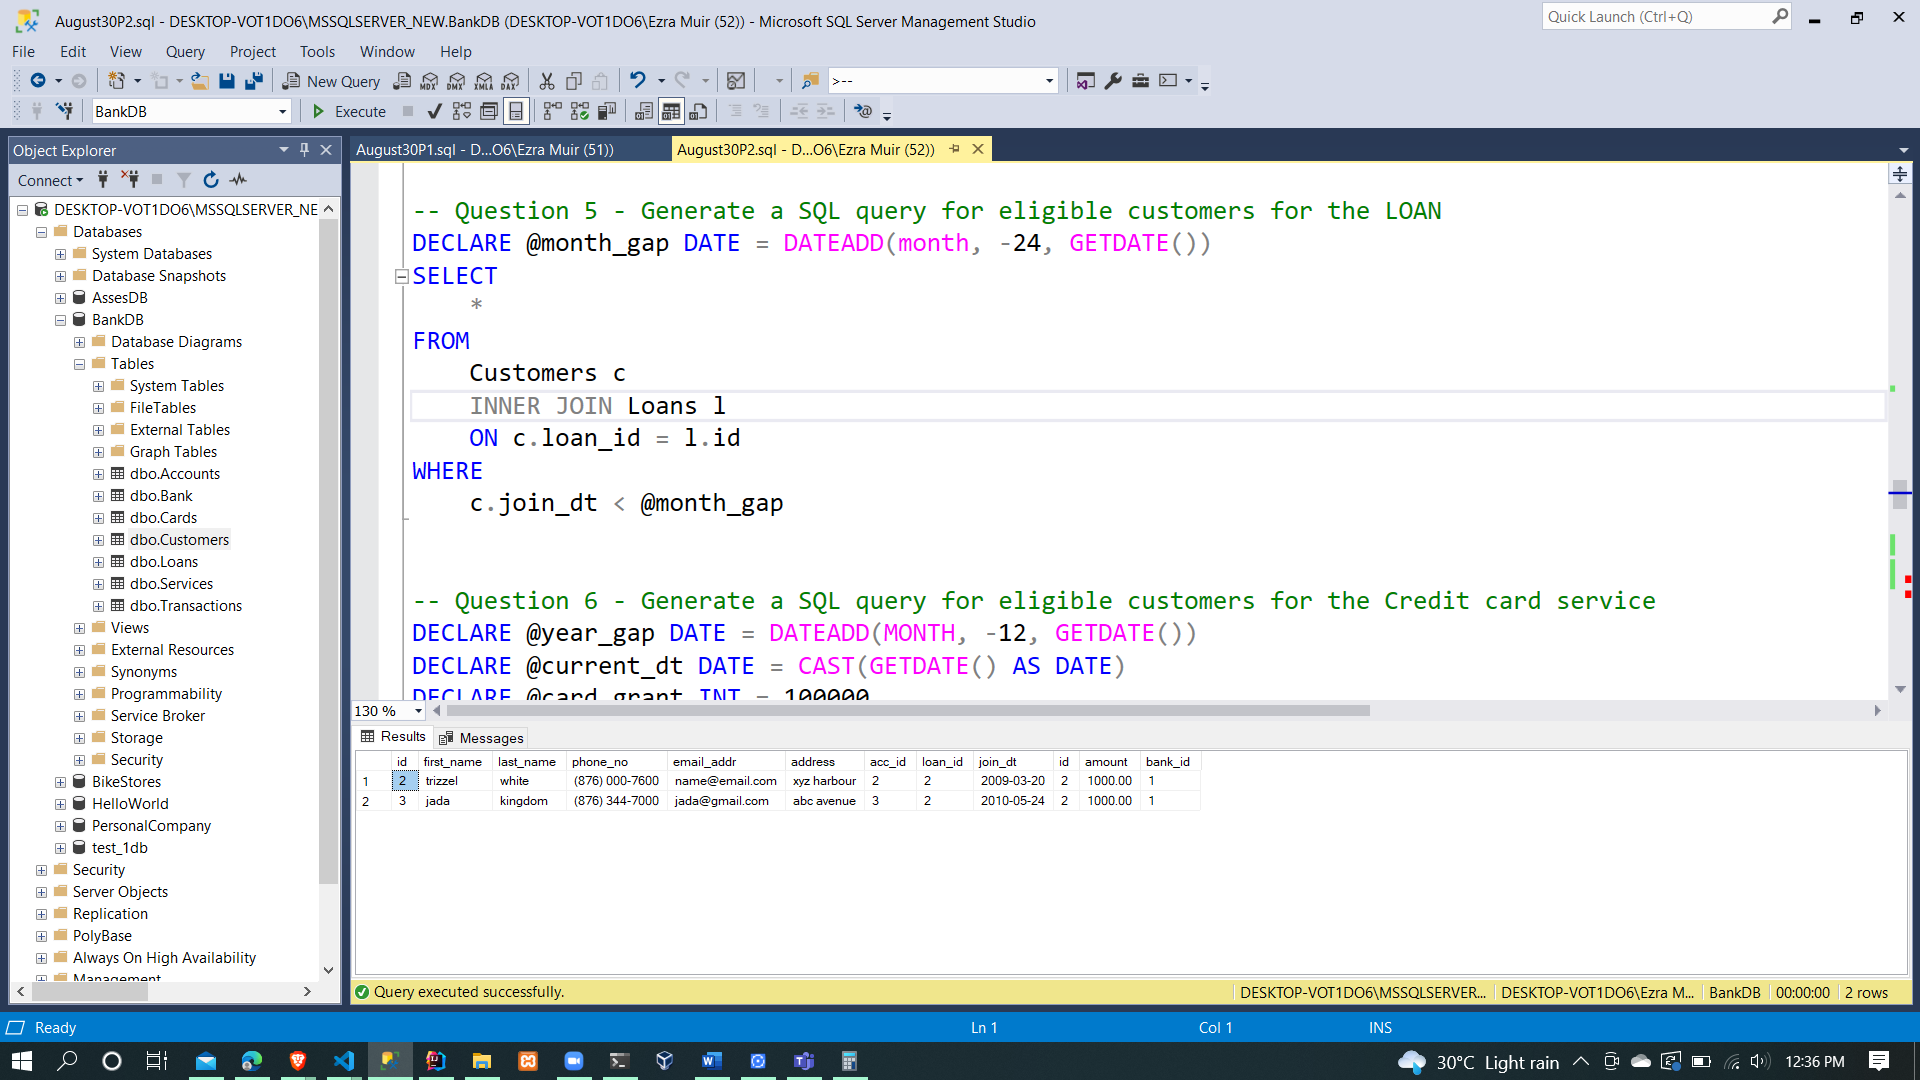 August30P2.sql - DESKTOP-VOT1DO6\MSSQLSERVER_NEW.BankDB (DESKTOP-VOT1DO6\Ezra Muir (52)) - Microsoft SQL Server Management Studio
Quick Launch (Ctrl+Q)
File Edit View Query Project Tools Window Help
New Query MDX DMX XMLA DAX >--
BankDB Execute
Object Explorer
August30P1.sql - D...O6\Ezra Muir (51))
August30P2.sql - D...O6\Ezra Muir (52))
Connect
DESKTOP-VOT1DO6\MSSQLSERVER_NE
Databases
System Databases
Database Snapshots
AssesDB
BankDB
Database Diagrams
Tables
System Tables
FileTables
External Tables
Graph Tables
dbo.Accounts
dbo.Bank
dbo.Cards
dbo.Customers
dbo.Loans
dbo.Services
dbo.Transactions
Views
External Resources
Synonyms
Programmability
Service Broker
Storage
Security
BikeStores
HelloWorld
PersonalCompany
test_1db
Security
Server Objects
Replication
PolyBase
Always On High Availability
Management
-- Question 5 - Generate a SQL query for eligible customers for the LOAN
DECLARE @month_gap DATE = DATEADD(month, -24, GETDATE())
SELECT
*
FROM
Customers c
INNER JOIN Loans l
ON c.loan_id = l.id
WHERE
c.join_dt < @month_gap
-- Question 6 - Generate a SQL query for eligible customers for the Credit card service
DECLARE @year_gap DATE = DATEADD(MONTH, -12, GETDATE())
DECLARE @current_dt DATE = CAST(GETDATE() AS DATE)
DECLARE @card_grant INT = 100000
130 %
Results Messages
id first_name last_name phone_no email_addr address acc_id loan_id join_dt id amount bank_id
1 2 trizzel white (876) 000-7600 name@email.com xyz harbour 2 2 2009-03-20 2 1000.00 1
2 3 jada kingdom (876) 344-7000 jada@gmail.com abc avenue 3 2 2010-05-24 2 1000.00 1
Query executed successfully.
DESKTOP-VOT1DO6\MSSQLSERVER... DESKTOP-VOT1DO6\Ezra M... BankDB 00:00:00 2 rows
Ready Ln 1 Col 1 INS
30°C Light rain 12:36 PM